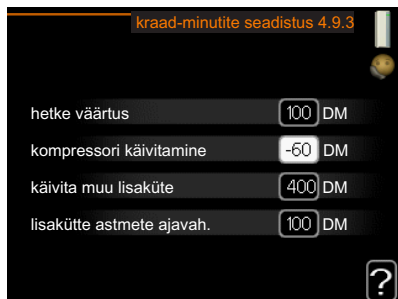 kraad-minutite seadistus 4.9.3
hetke väärtus 100 DM
kompressori käivitamine -60 DM
käivita muu lisaküte 400 DM
lisakütte astmete ajavah. 100 DM
?